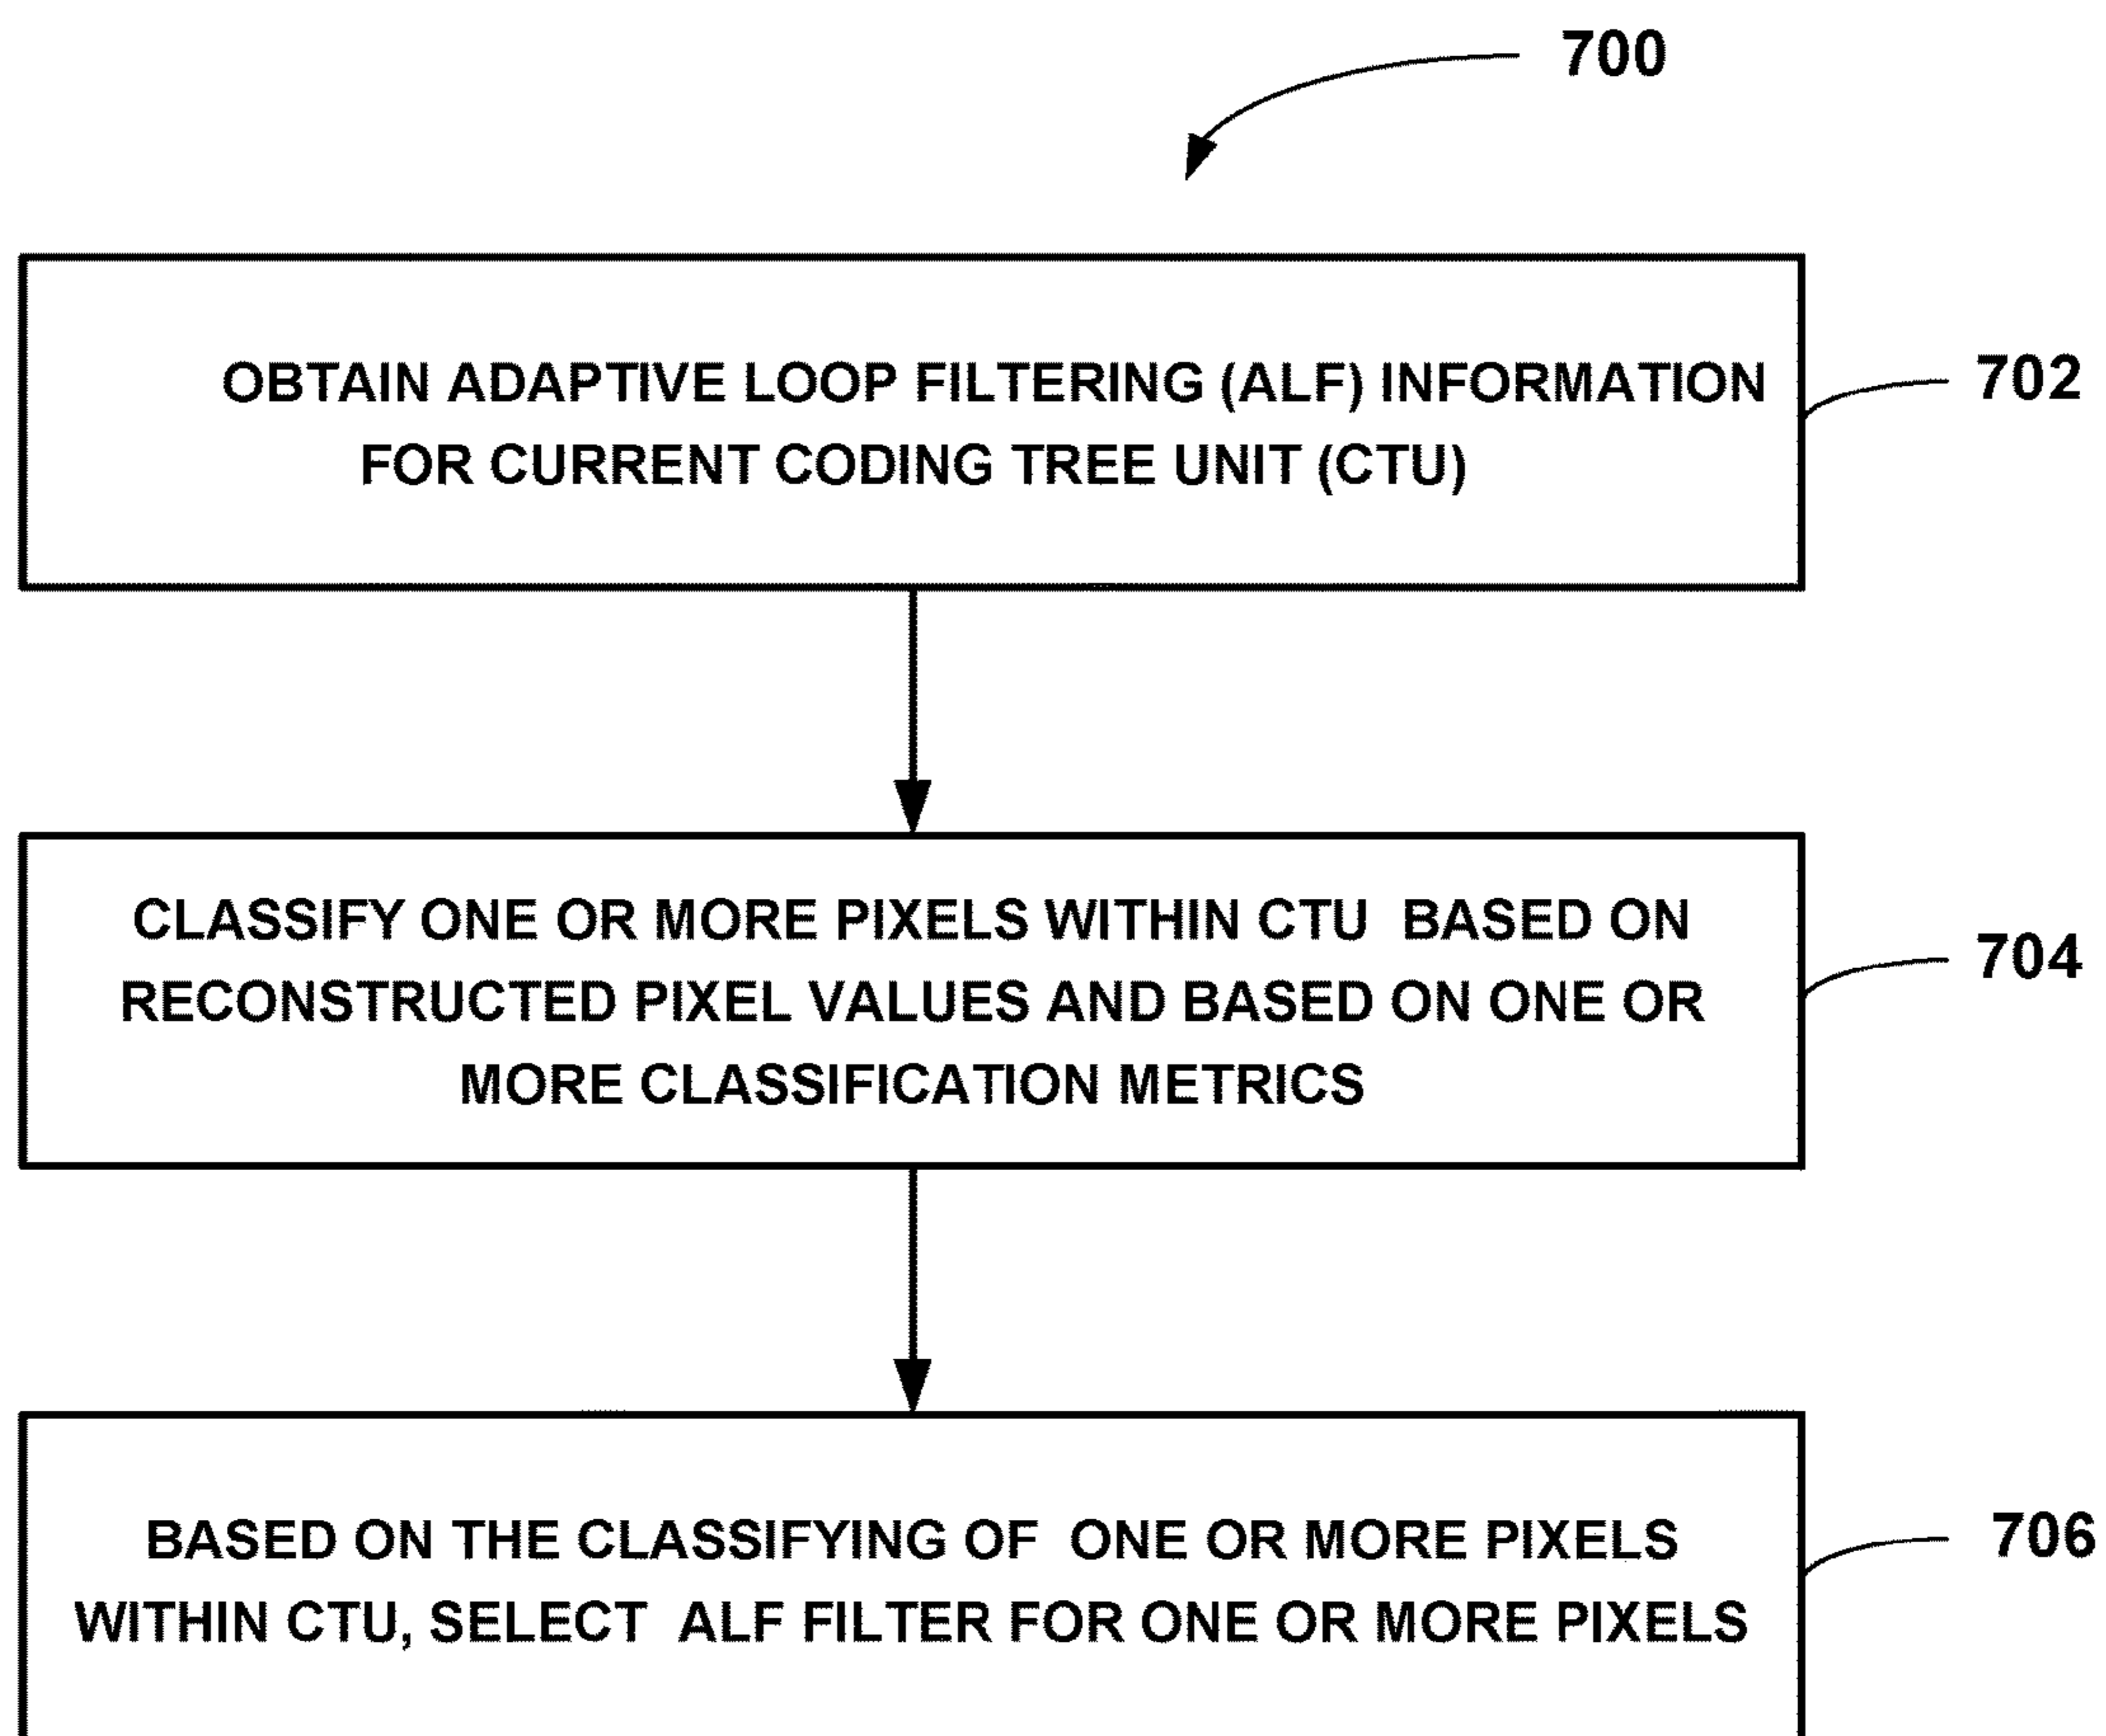 700
OBTAIN ADAPTIVE LOOP FILTERING (ALF) INFORMATION
FOR CURRENT CODING TREE UNIT (CTU)
702
CLASSIFY ONE OR MORE PIXELS WITHIN CTU BASED ON
RECONSTRUCTED PIXEL VALUES AND BASED ON ONE OR
MORE CLASSIFICATION METRICS
704
BASED ON THE CLASSIFYING OF ONE OR MORE PIXELS
WITHIN CTU, SELECT ALF FILTER FOR ONE OR MORE PIXELS
706